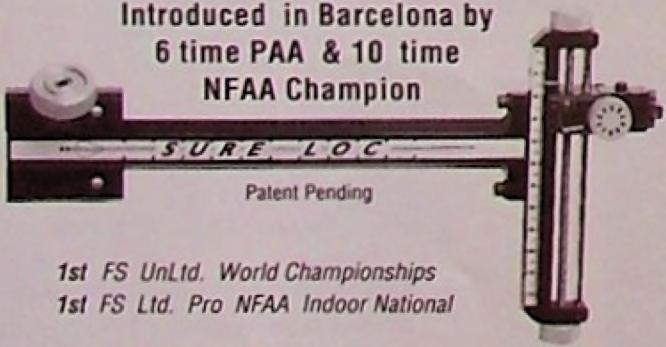 Introduced in Barcelona by
6 time PAA & 10 time
NFAA Champion
SURE LOC
Patent Pending
1st FS UnLtd. World Championships
1st FS Ltd. Pro NFAA Indoor National